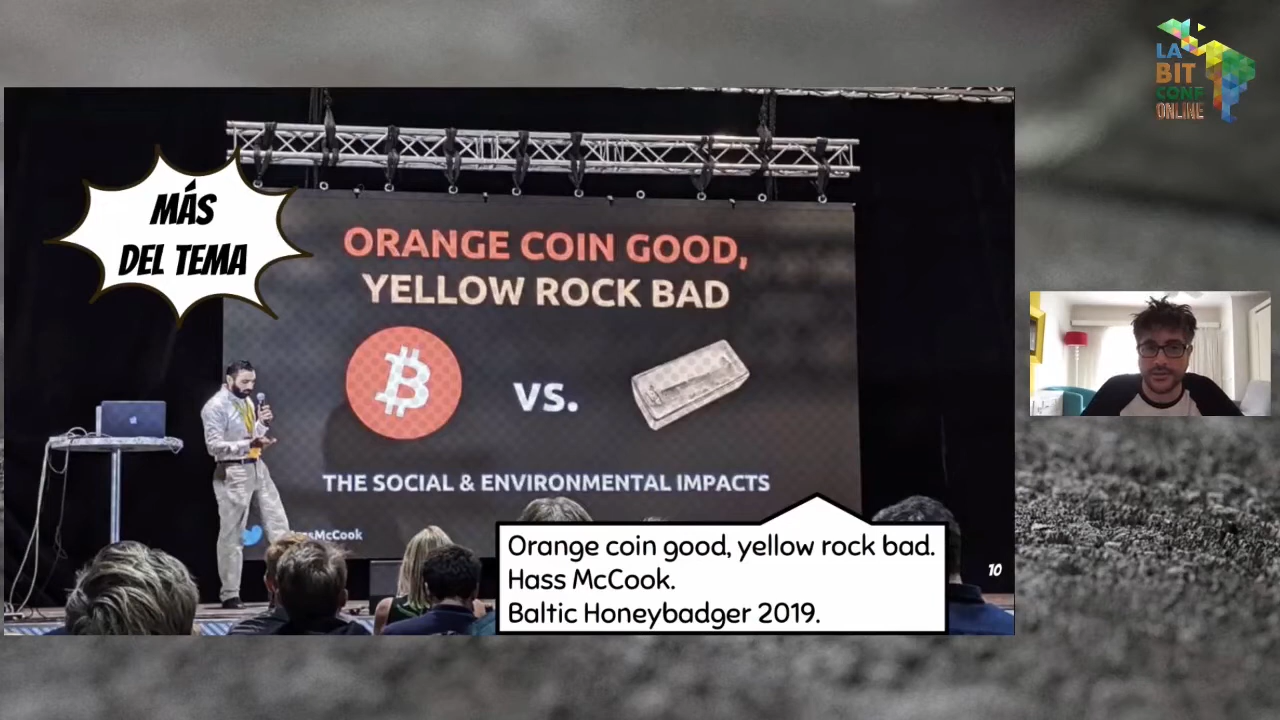 LA
BIT
CONF
ONLINE
MÁS
DEL TEMA
ORANGE COIN GOOD,
YELLOW ROCK BAD
VS.
THE SOCIAL & ENVIRONMENTAL IMPACTS
Orange coin good, yellow rock bad.
Hass McCook.
Baltic Honeybadger 2019.
10